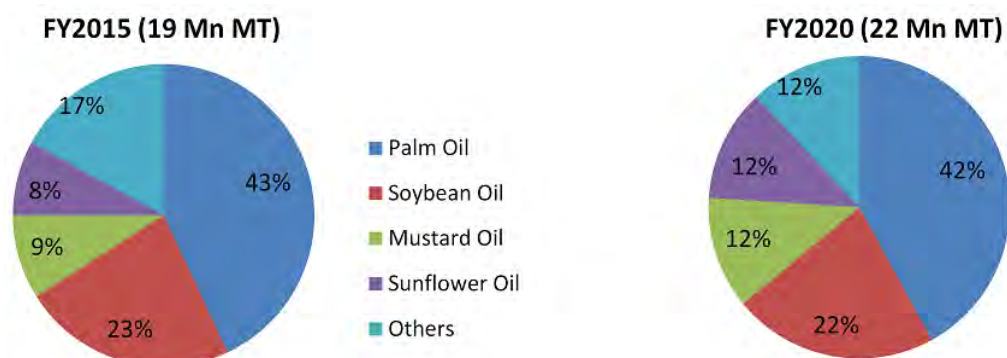 FY2015 (19 Mn MT)
17%
43%
8%
9%
23%
Palm Oil
Soybean Oil
Mustard Oil
Sunflower Oil
Others
FY2020 (22 Mn MT)
12%
42%
12%
12%
22%